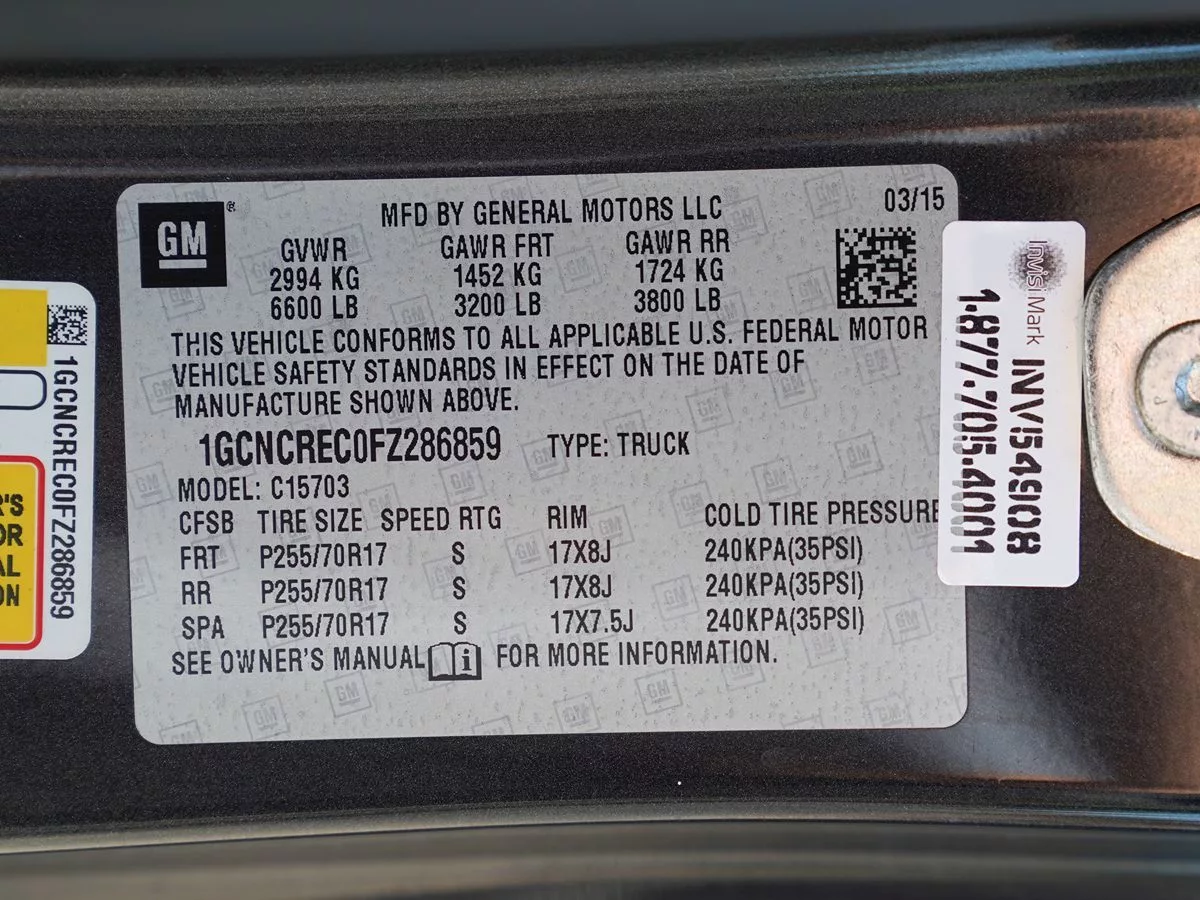 GM®
MFD BY GENERAL MOTORS LLC
03/15
GVWR GAWR FRT GAWR RR
2994 KG 1452 KG 1724 KG
6600 LB 3200 LB 3800 LB
THIS VEHICLE CONFORMS TO ALL APPLICABLE U.S. FEDERAL MOTOR
VEHICLE SAFETY STANDARDS IN EFFECT ON THE DATE OF
MANUFACTURE SHOWN ABOVE.
1GCNCREC0FZ286859 TYPE: TRUCK
MODEL: C15703
CFSB TIRE SIZE SPEED RTG RIM COLD TIRE PRESSURE
FRT P255/70R17 S 17X8J 240KPA(35PSI)
RR P255/70R17 S 17X8J 240KPA(35PSI)
SPA P255/70R17 S 17X7.5J 240KPA(35PSI)
SEE OWNER'S MANUAL i FOR MORE INFORMATION.
1GCNCREC0FZ286859
R'S
OR
AL
ON
InvisiMark INV5494908
1.877.705.4001